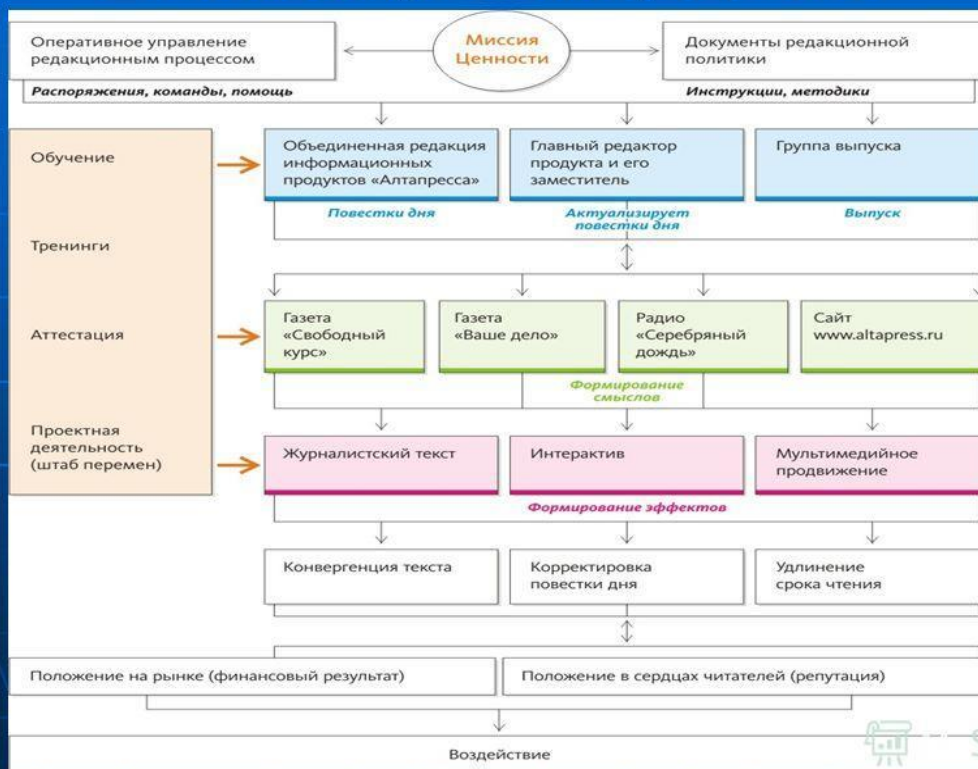 Оперативное управление
редакционным процессом
Миссия
Ценности
Документы редакционной
политики
Распоряжения, команды, помощь
Инструкции, методики
Обучение
Тренинги
Аттестация
Проектная
деятельность
(штаб перемен)
Объединенная редакция
информационных
продуктов «Алтапресса»
Главный редактор
продукта и его
заместитель
Группа выпуска
Повестки дня
Актуализирует
повестки дня
Выпуск
Газета
«Свободный
курс»
Газета
«Ваше дело»
Радио
«Серебряный
дождь»
Сайт
www.altapress.ru
Формирование
смыслов
Журналистский текст
Интерактив
Мультимедийное
продвижение
Формирование эффектов
Конвергенция текста
Корректировка
повестки дня
Удлинение
срока чтения
Положение на рынке (финансовый результат)
Положение в сердцах читателей (репутация)
Воздействие